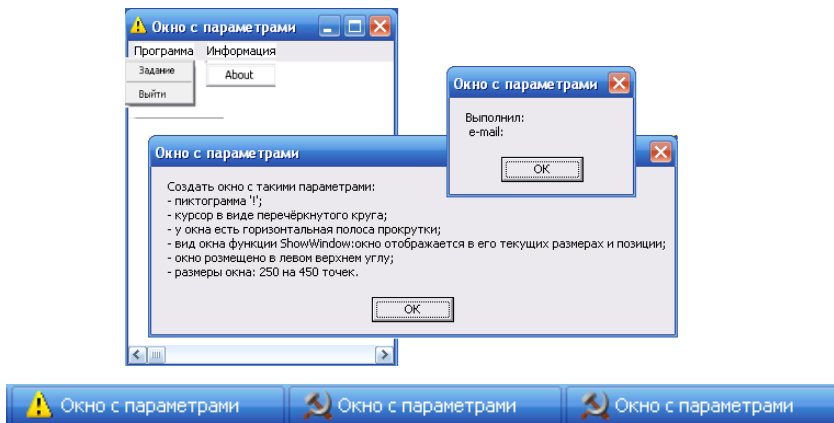 Окно с параметрами
Программа Информация
Задание
About
Выйти
Окно с параметрами
Выполнил:
e-mail:
OK
Окно с параметрами
Создать окно с такими параметрами:
- пиктограмма '!';
- курсор в виде перечёркнутого круга;
- у окна есть горизонтальная полоса прокрутки;
- вид окна функции ShowWindow:окно отображается в его текущих размерах и позиции;
- окно розмещено в левом верхнем углу;
- размеры окна: 250 на 450 точек.
OK
Окно с параметрами
Окно с параметрами
Окно с параметрами